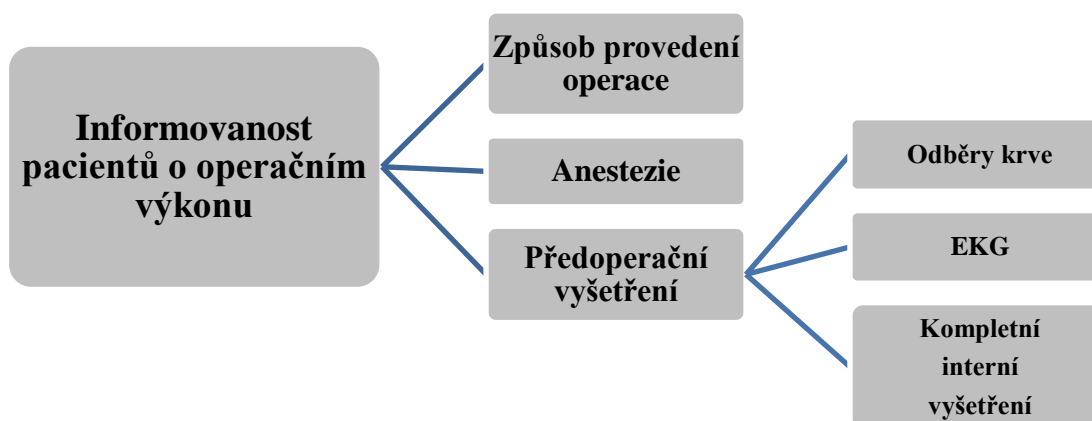 Informovanost
pacientů o operačním
výkonu
Způsob provedení
operace
Anestezie
Předoperační
vyšetření
Odběry krve
EKG
Kompletní
interní
vyšetření